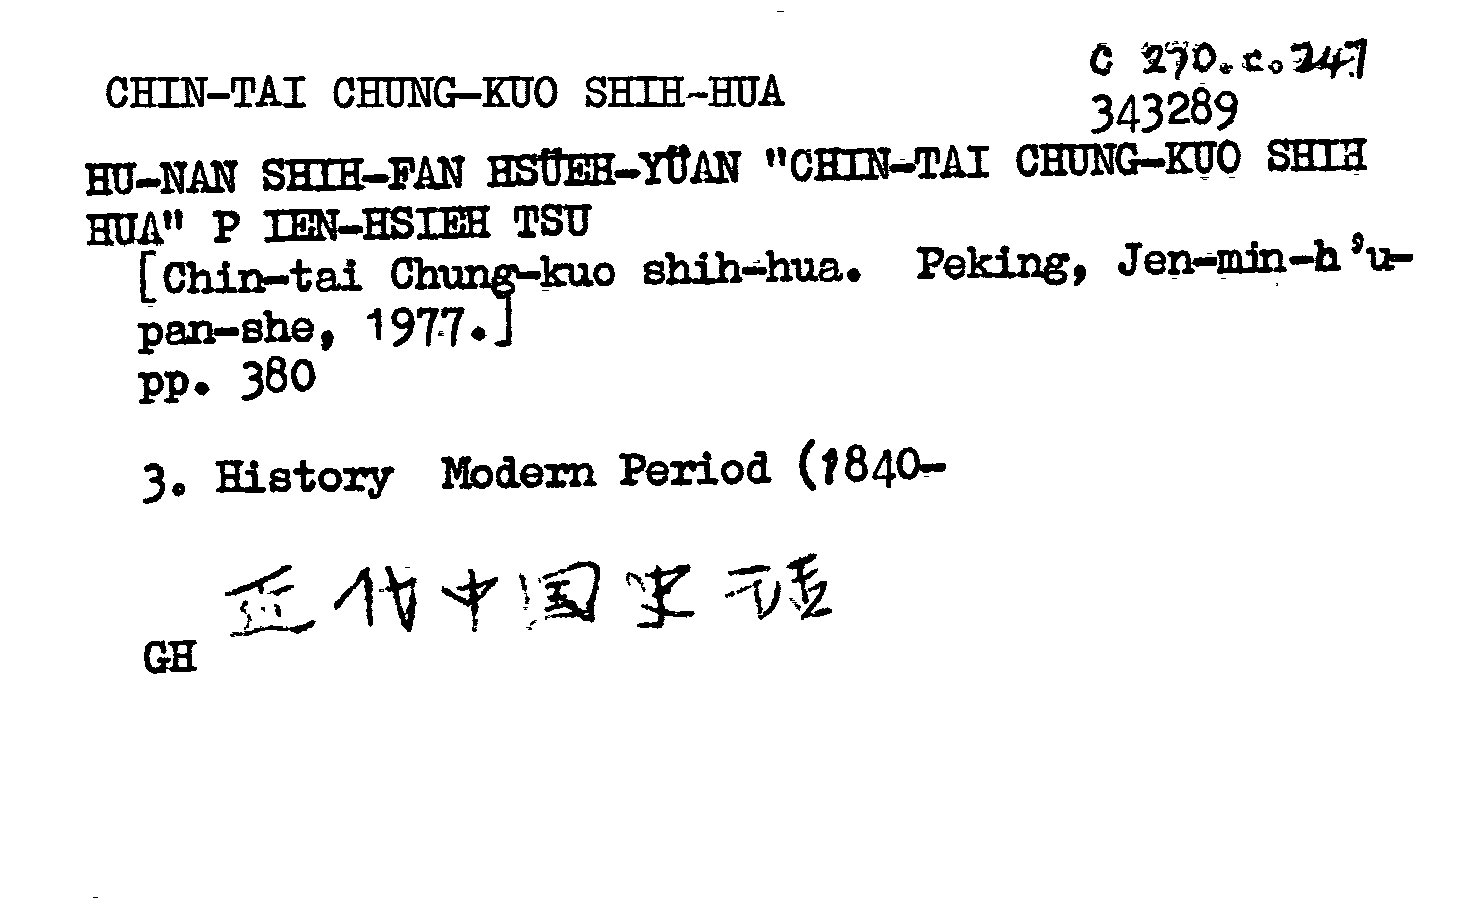 CHIN-TAI CHUNG-KUO SHIH-HUA
C 270.c.247
343289
HU-NAN SHIH-FAN HSÜEH-YÜAN "CHIN-TAI CHUNG-KUO SHIH
HUA" P IEN-HSIEH TSU
[Chin-tai Chung-kuo shih-hua. Peking, Jen-min-h'u-
pan-she, 1977.]
pp. 380
3. History Modern Period (1840-
近代中国史话
GH